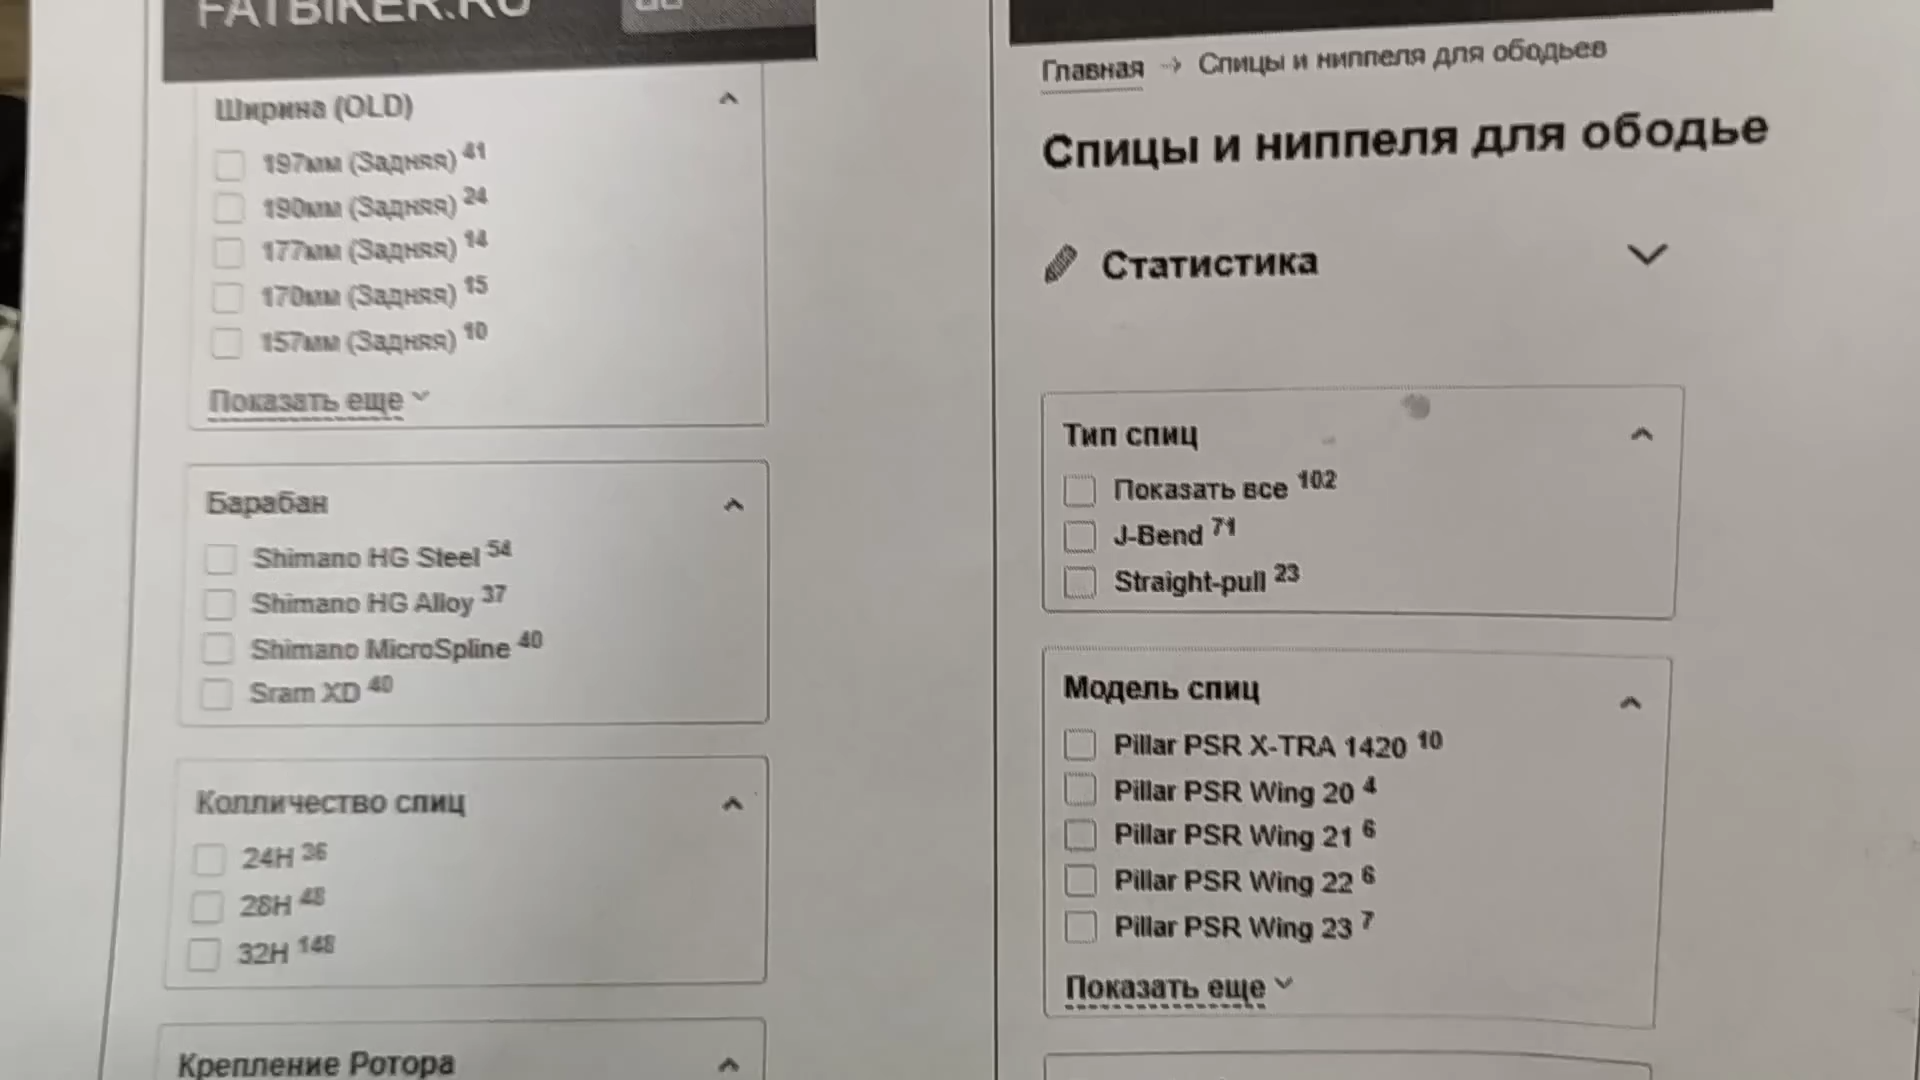 FATBIKER.RU
Ширина (OLD)
197мм (Задняя) 41
190мм (Задняя) 24
177мм (Задняя) 14
170мм (Задняя) 15
157мм (Задняя) 10
Показать еще
Барабан
Shimano HG Steel 54
Shimano HG Alloy 37
Shimano MicroSpline 40
Sram XD 40
Колличество спиц
24H 36
28H 48
32H 148
Крепление Ротора
Главная → Спицы и ниппеля для ободьев
Спицы и ниппеля для ободье
Статистика
Тип спиц
Показать все 102
J-Bend 71
Straight-pull 23
Модель спиц
Pillar PSR X-TRA 1420 10
Pillar PSR Wing 20 4
Pillar PSR Wing 21 6
Pillar PSR Wing 22 6
Pillar PSR Wing 23 7
Показать еще